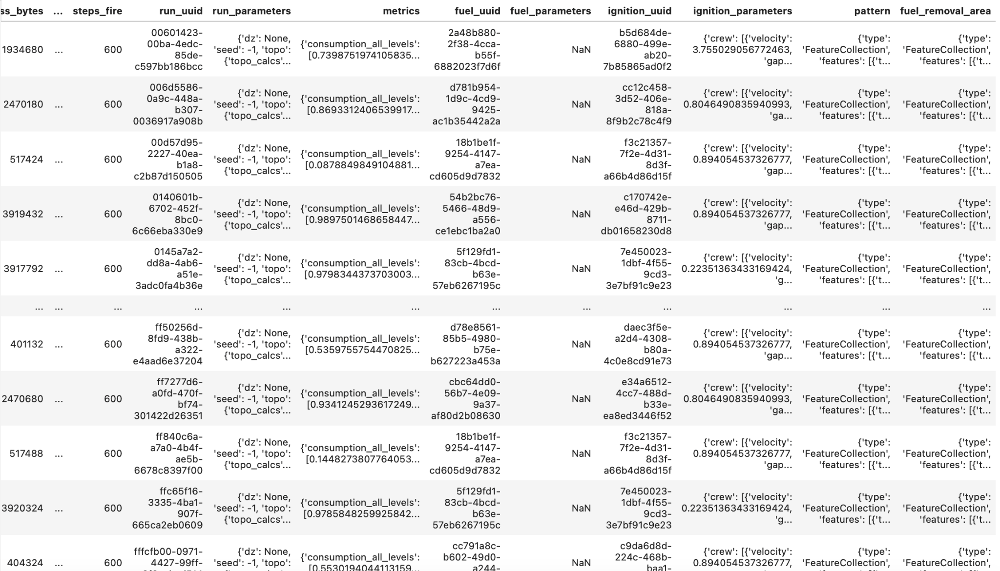 ss_bytes ... steps_fire run_uuid run_parameters metrics fuel_uuid fuel_parameters ignition_uuid ignition_parameters pattern fuel_removal_area
00601423- 2a48b880- b5d684de-
{'dz': None, {'crew': [{'velocity': {'type': {'type':
00ba-4edc- {'consumption_all_levels': 2f38-4cca- 6880-499e-
1934680 ... 600 'seed': -1, 'topo': NaN 3.755029056772463, 'FeatureCollection', 'FeatureCollection',
85de- [0.7398751974105835... b55f- ab20-
{'topo_calcs'... 'gap... 'features': [{'t... 'features': [{'t...
c597bb186bcc 6882023f7d6f 7b85865ad0f2
006d5586- d781b954- cc12c458-
{'dz': None, {'crew': [{'velocity': {'type': {'type':
0a9c-448a- {'consumption_all_levels': 1d9c-4cd9- 3d52-406e-
2470180 ... 600 'seed': -1, 'topo': NaN 0.8046490835940993, 'FeatureCollection', 'FeatureCollection',
b307- [0.8693312406539917... 9425- 818a-
{'topo_calcs'... 'ga... 'features': [{'t... 'features': [{'t...
0036917a908b ac1b35442a2a 8f9b2c78c4f9
00d57d95- 18b1be1f- f3c21357-
{'dz': None, {'crew': [{'velocity': {'type': {'type':
2227-40ea- {'consumption_all_levels': 9254-4147- 7f2e-4d31-
517424 ... 600 'seed': -1, 'topo': NaN 0.894054537326777, 'FeatureCollection', 'FeatureCollection',
b1a8- [0.0878849849104881... a7ea- 8d3f-
{'topo_calcs'... 'gap... 'features': [{'t... 'features': [{'t...
c2b87d150505 cd605d9d7832 a66b4d86d15f
0140601b- 54b2bc76- c170742e-
{'dz': None, {'crew': [{'velocity': {'type': {'type':
6702-452f- {'consumption_all_levels': 5466-48d9- e46d-429b-
3919432 ... 600 'seed': -1, 'topo': NaN 0.894054537326777, 'FeatureCollection', 'FeatureCollection',
8bc0- [0.9897501468658447... a556- 8711-
{'topo_calcs'... 'gap... 'features': [{'t... 'features': [{'t...
6c66eba330e9 ce1ebc1ba2a0 db01658230d8
0145a7a2- 5f129fd1- 7e450023-
{'dz': None, {'crew': [{'velocity': {'type': {'type':
dd8a-4ab6- {'consumption_all_levels': 83cb-4bcd- 1dbf-4f55-
3917792 ... 600 'seed': -1, 'topo': NaN 0.22351363433169424, 'FeatureCollection', 'FeatureCollection',
a51e- [0.9798344373703003... b63e- 9cd3-
{'topo_calcs'... 'g... 'features': [{'t... 'features': [{'t...
3adc0fa4b36e 57eb6267195c 3e7bf91c9e23
... ... ... ... ... ... ... ... ... ... ... ...
ff50256d- d78e8561- daec3f5e-
{'dz': None, {'crew': [{'velocity': {'type': {'type':
8fd9-438b- {'consumption_all_levels': 85b5-4980- a2d4-4308-
401132 ... 600 'seed': -1, 'topo': NaN 0.894054537326777, 'FeatureCollection', 'FeatureCollection',
a322- [0.5359755754470825... b75e- b80a-
{'topo_calcs'... 'gap... 'features': [{'t... 'features': [{'t...
e4aad6e37204 b627223a453a 4c0e8cd91e73
ff7277d6- cbc64dd0- e34a6512-
{'dz': None, {'crew': [{'velocity': {'type': {'type':
a0fd-470f- {'consumption_all_levels': 56b7-4e09- 4cc7-488d-
2470680 ... 600 'seed': -1, 'topo': NaN 0.8046490835940993, 'FeatureCollection', 'FeatureCollection',
bf74- [0.9341245293617249... 9a37- b33e-
{'topo_calcs'... 'ga... 'features': [{'t... 'features': [{'t...
301422d26351 af80d2b08630 ea8ed3446f52
ff840c6a- 18b1be1f- f3c21357-
{'dz': None, {'crew': [{'velocity': {'type': {'type':
a7a0-4b4f- {'consumption_all_levels': 9254-4147- 7f2e-4d31-
517488 ... 600 'seed': -1, 'topo': NaN 0.894054537326777, 'FeatureCollection', 'FeatureCollection',
ae5b- [0.1448273807764053... a7ea- 8d3f-
{'topo_calcs'... 'gap... 'features': [{'t... 'features': [{'t...
6678c8397f00 cd605d9d7832 a66b4d86d15f
ffc65f16- 5f129fd1- 7e450023-
{'dz': None, {'crew': [{'velocity': {'type': {'type':
3335-4ba1- {'consumption_all_levels': 83cb-4bcd- 1dbf-4f55-
3920324 ... 600 'seed': -1, 'topo': NaN 0.22351363433169424, 'FeatureCollection', 'FeatureCollection',
907f- [0.9785848259925842... b63e- 9cd3-
{'topo_calcs'... 'g... 'features': [{'t... 'features': [{'t...
665ca2eb0609 57eb6267195c 3e7bf91c9e23
cc791a8c- c9da6d8d-
fffcfb00-0971- {'dz': None, {'crew': [{'velocity': {'type': {'type':
{'consumption_all_levels': b602-49d0- 224c-468b-
404324 ... 600 4427-99ff- 'seed': -1, 'topo': NaN 0.894054537326777, 'FeatureCollection', 'FeatureCollection',
[0.5530194044113159... a244- baa1-